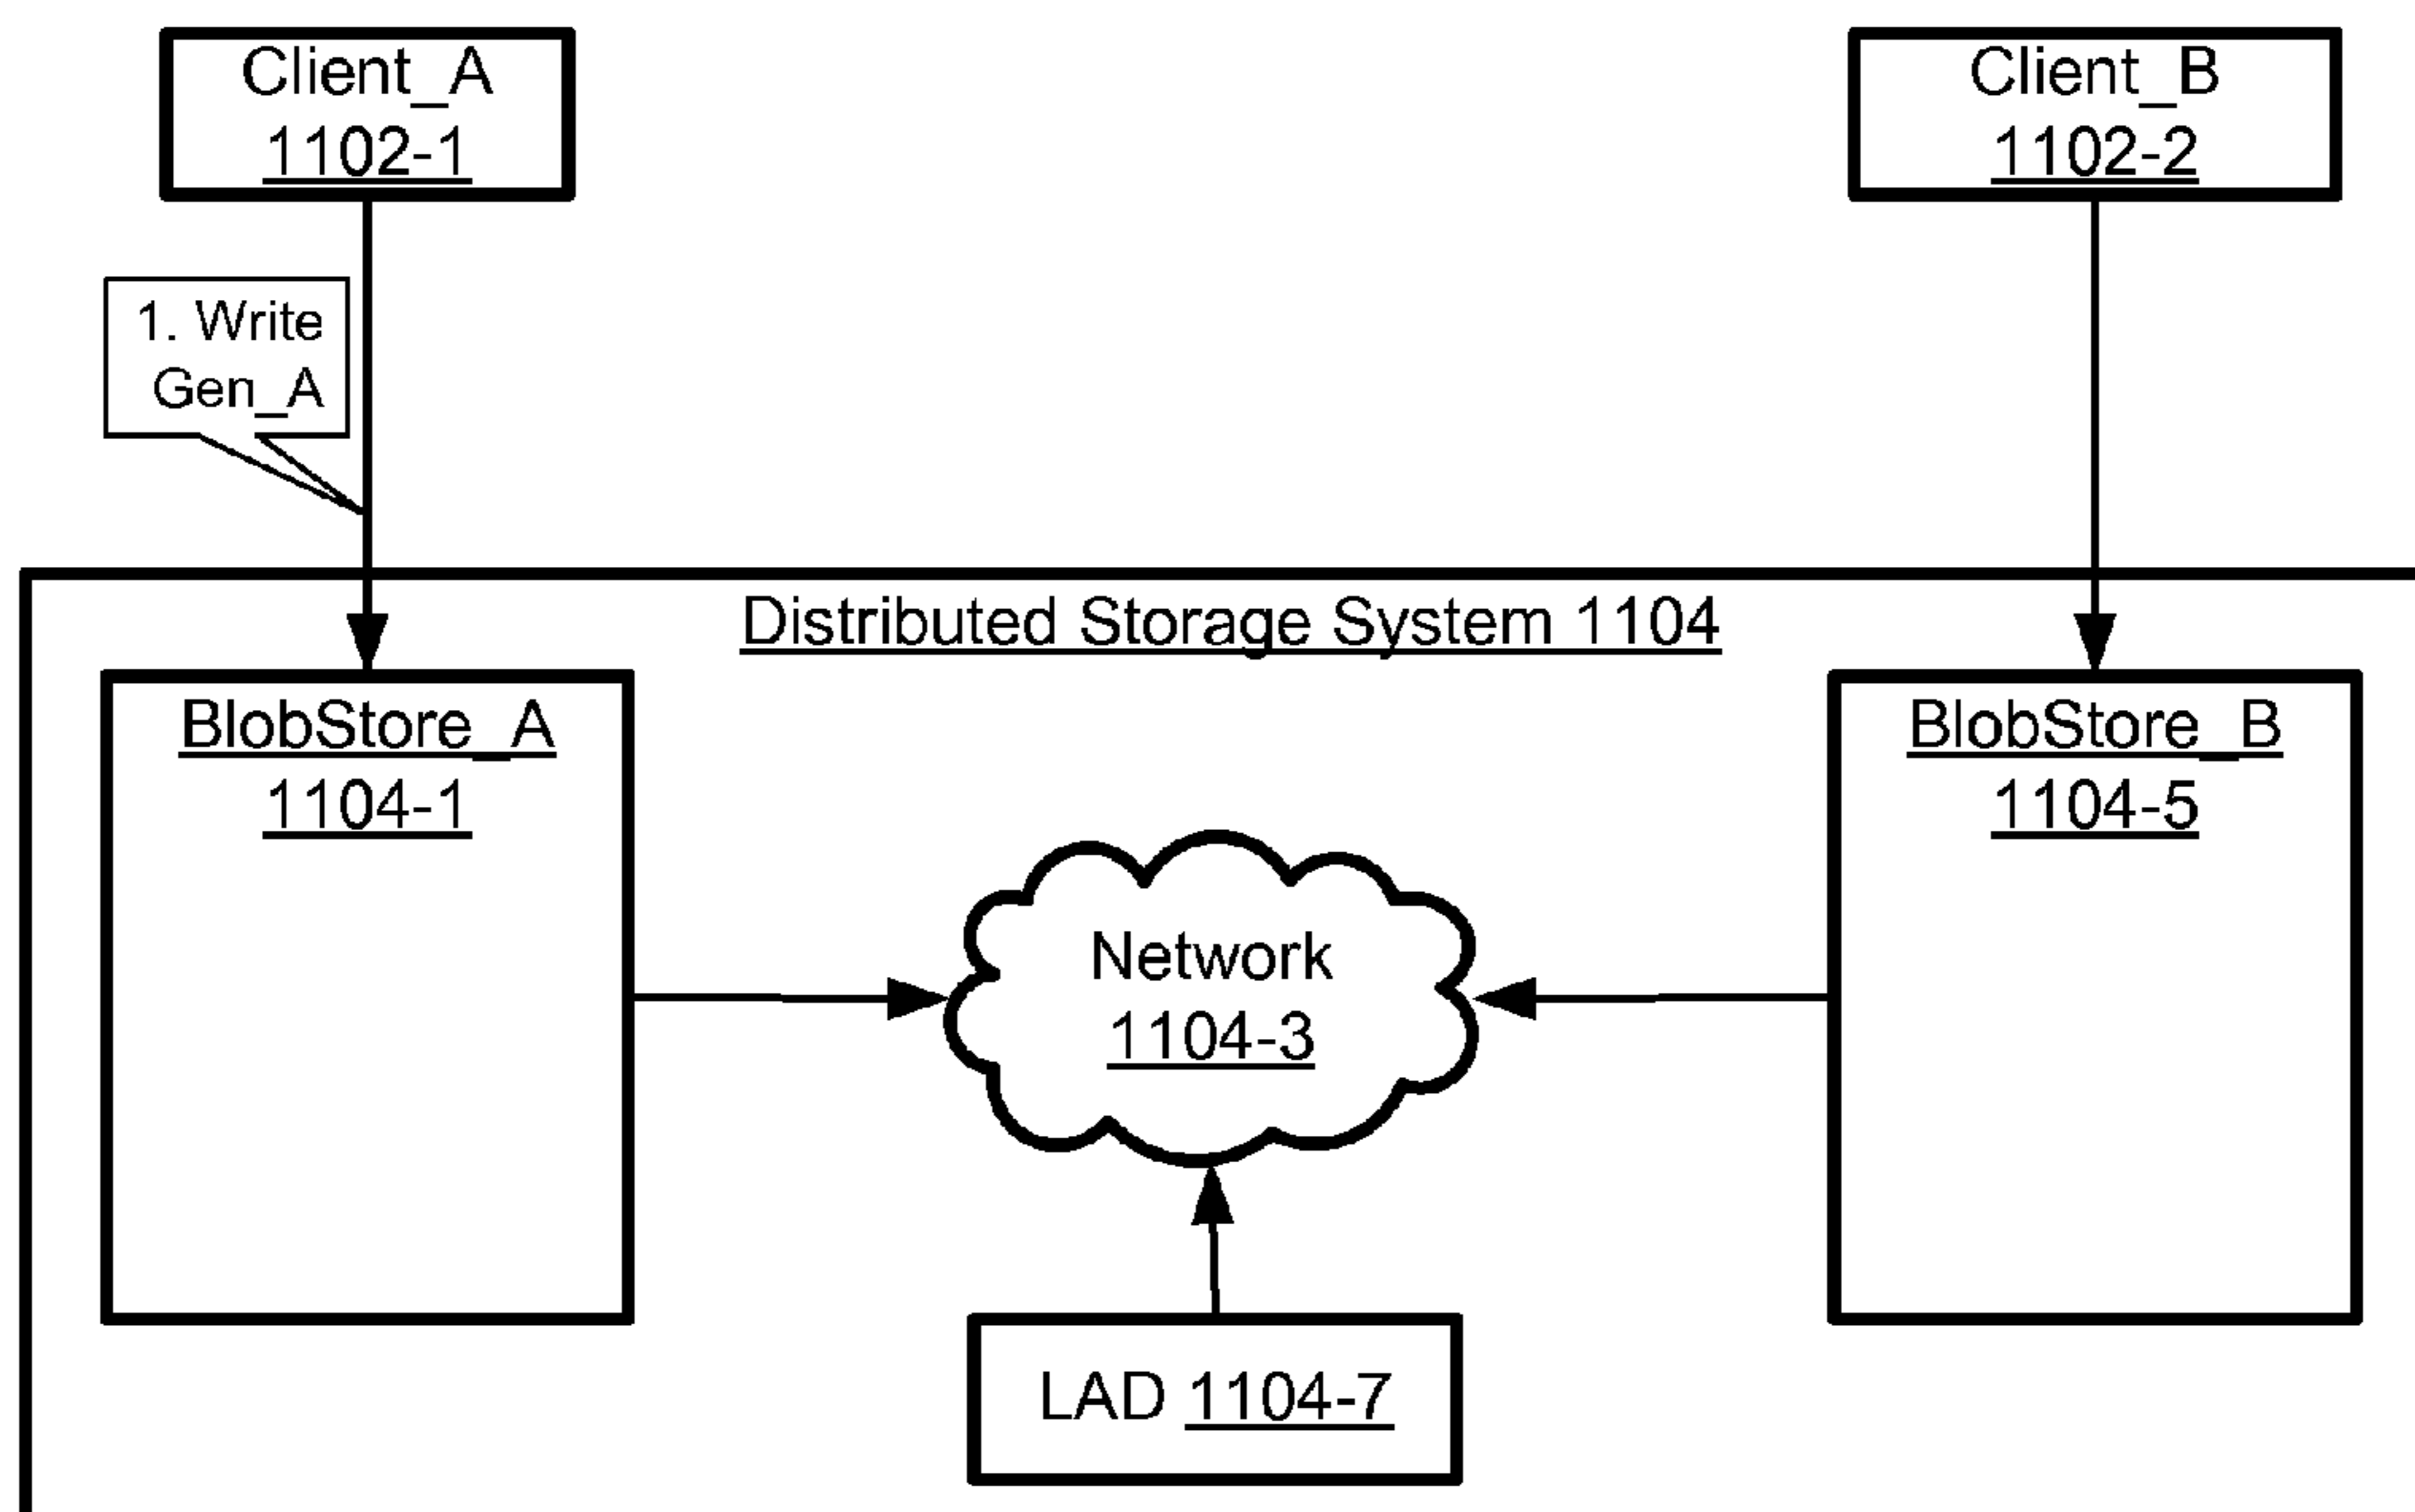 Client_A
1102-1
Client_B
1102-2
1. Write
Gen_A
Distributed Storage System 1104
BlobStore_A
1104-1
BlobStore_B
1104-5
Network
1104-3
LAD 1104-7